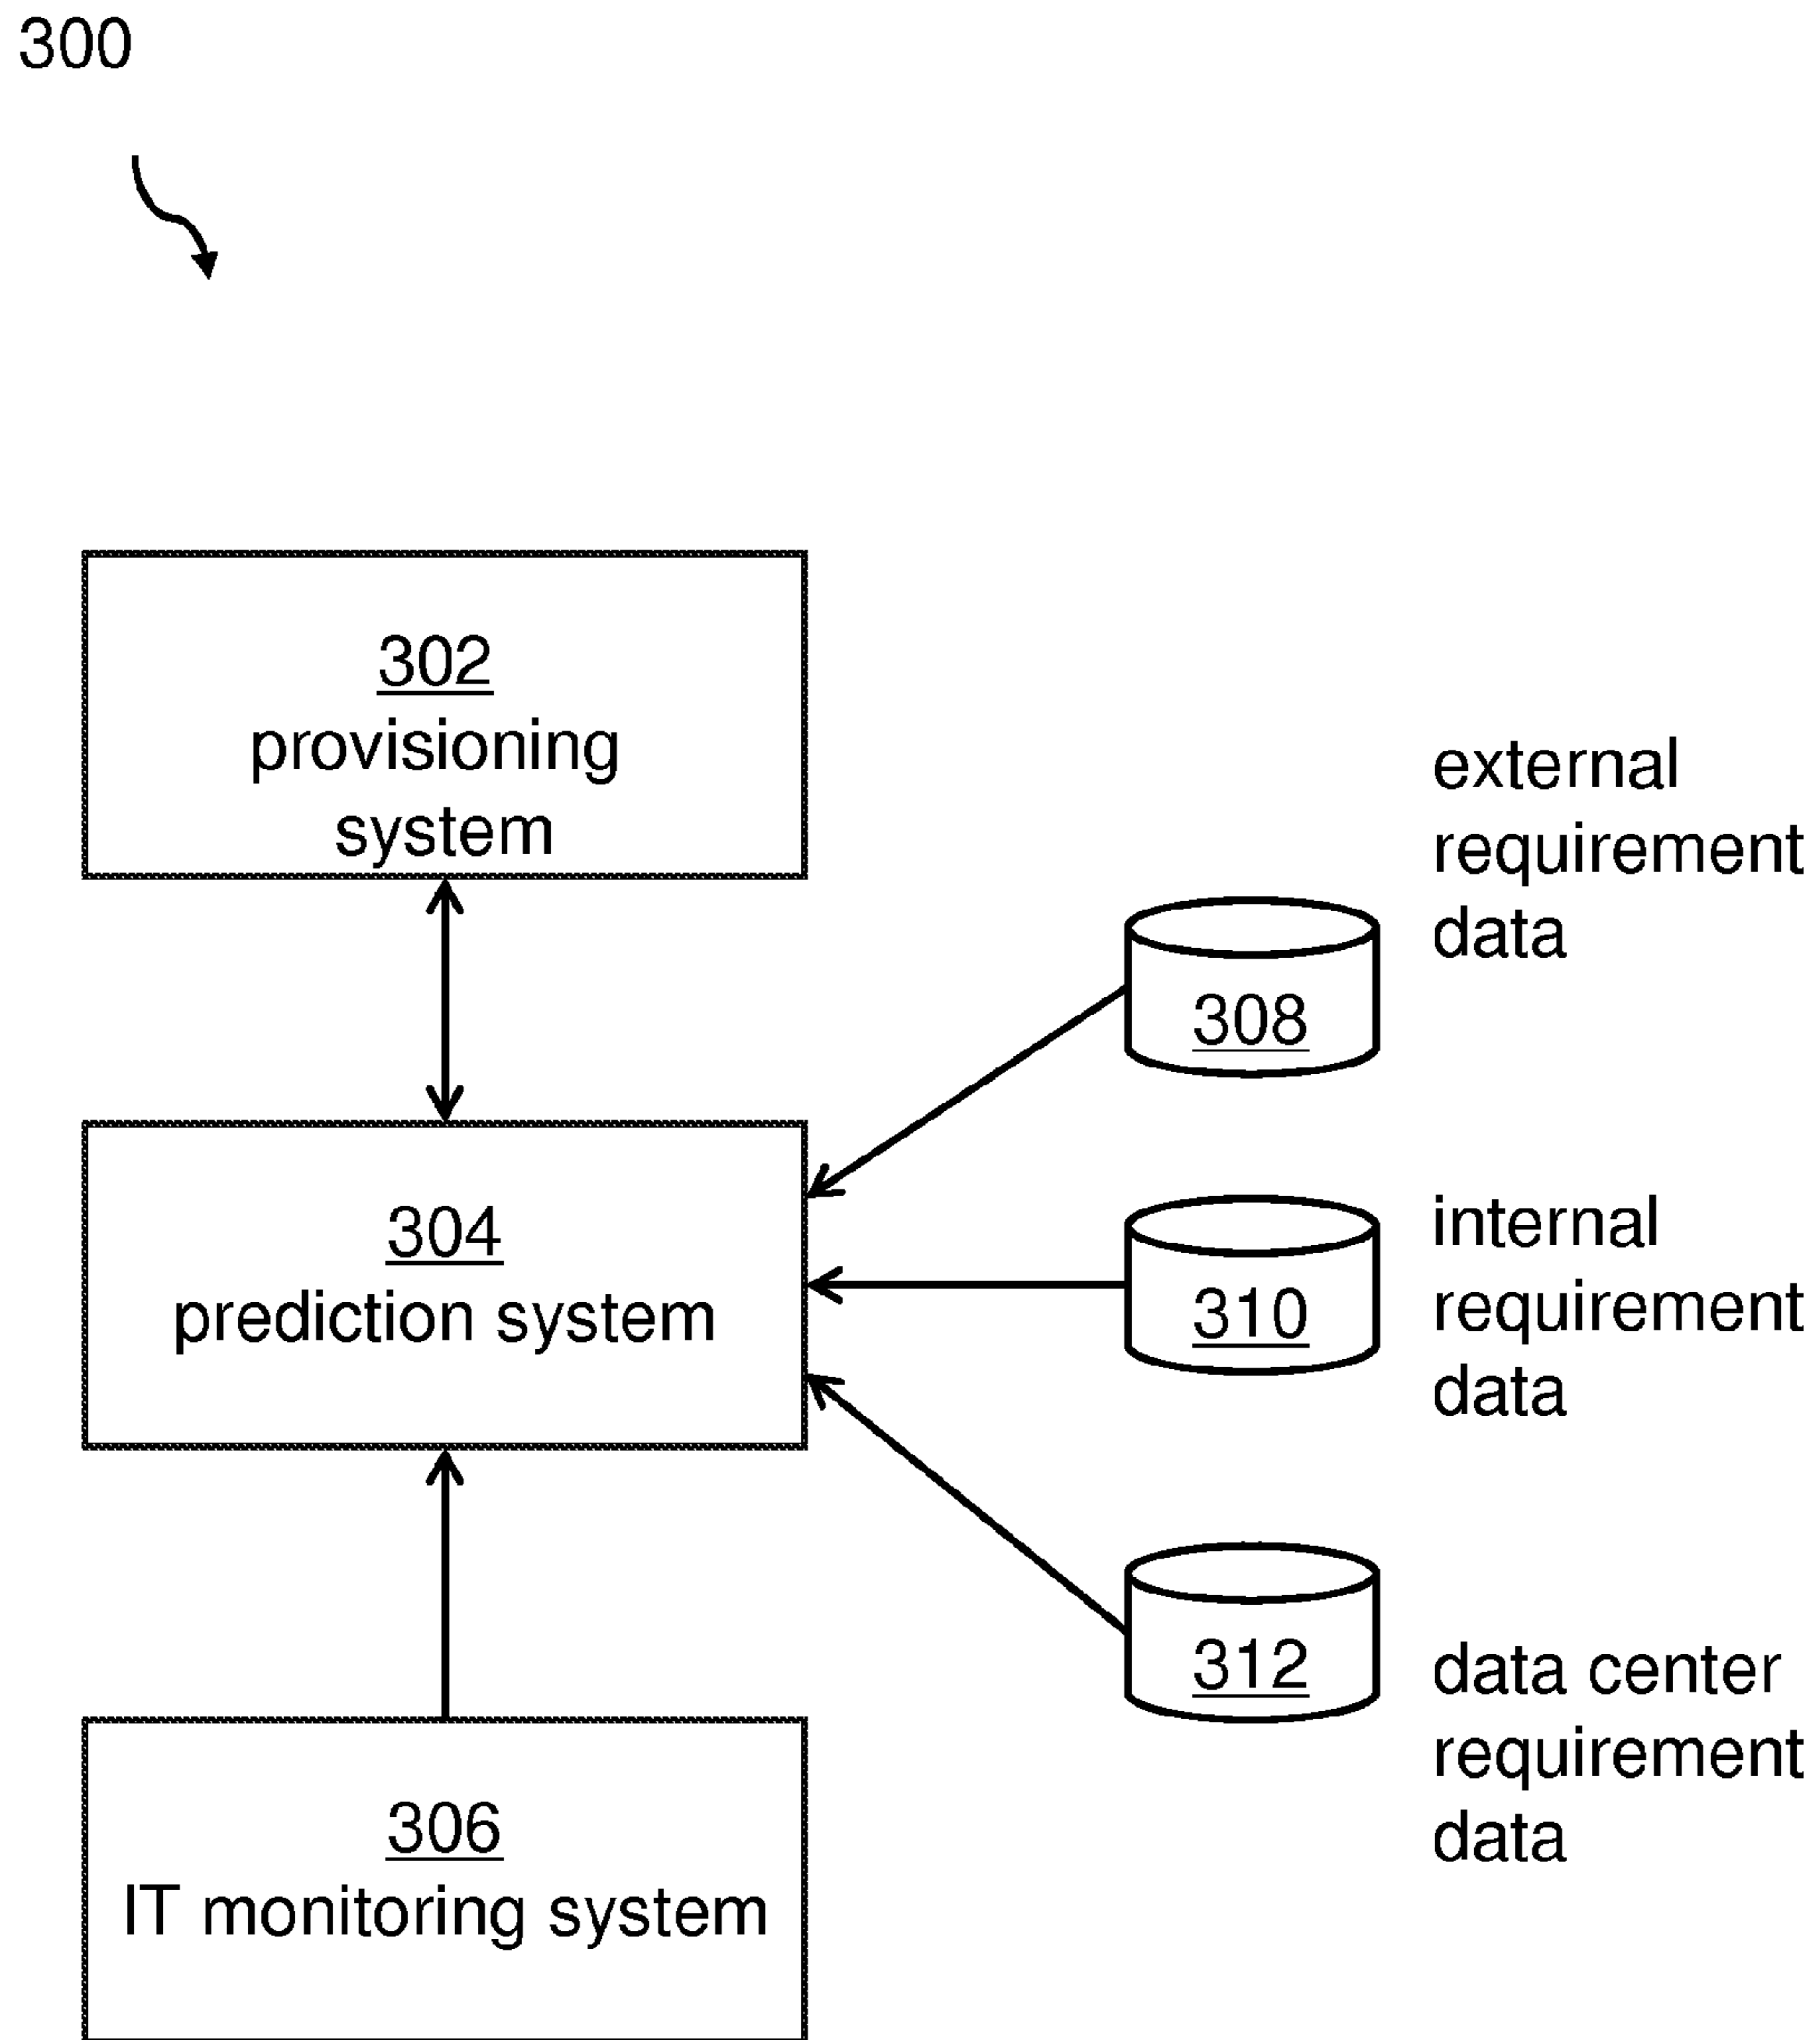 300
302
provisioning
system
external
requirement
data
308
304
prediction system
internal
requirement
data
310
312
data center
requirement
data
306
IT monitoring system